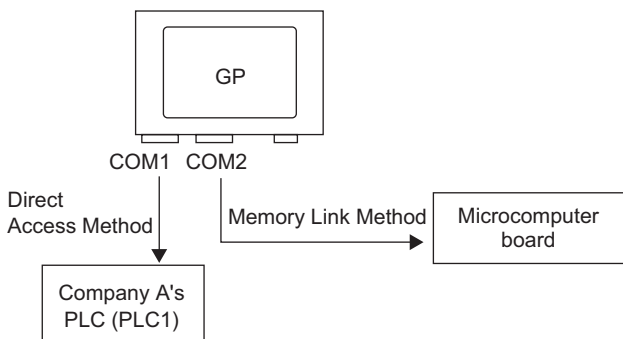 GP
COM1 COM2
Direct
Access Method
Memory Link Method
Microcomputer
board
Company A's
PLC (PLC1)